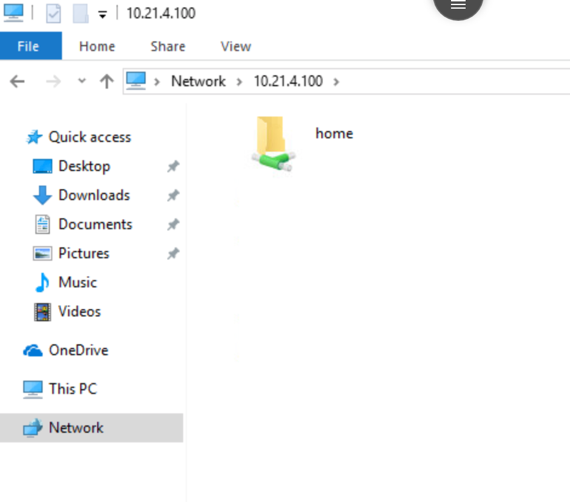 10.21.4.100
File Home Share View
Network 10.21.4.100
Quick access
home
Desktop
Downloads
Documents
Pictures
Music
Videos
OneDrive
This PC
Network